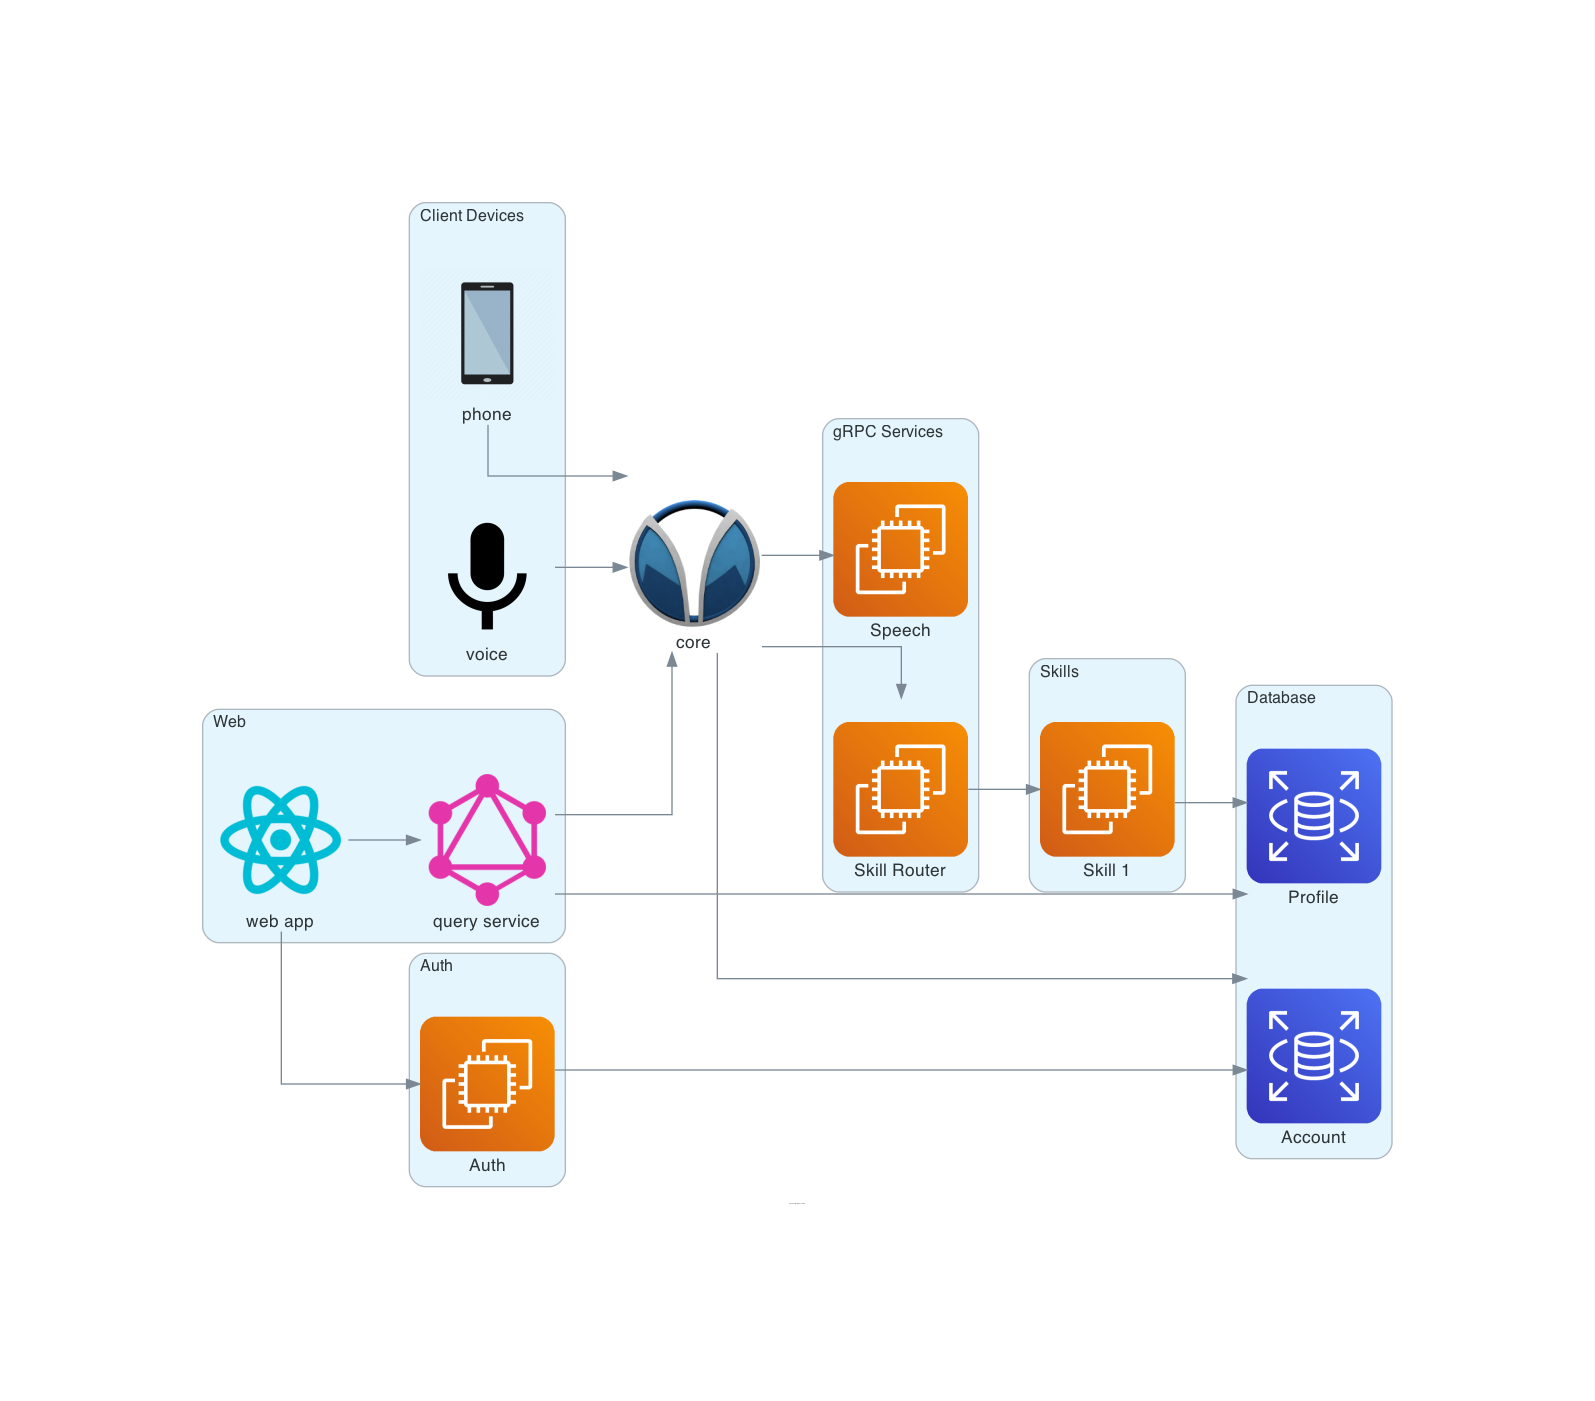 Client Devices
phone
voice
core
gRPC Services
Speech
Skill Router
Skills
Skill 1
Database
Profile
Account
Web
web app
query service
Auth
Auth